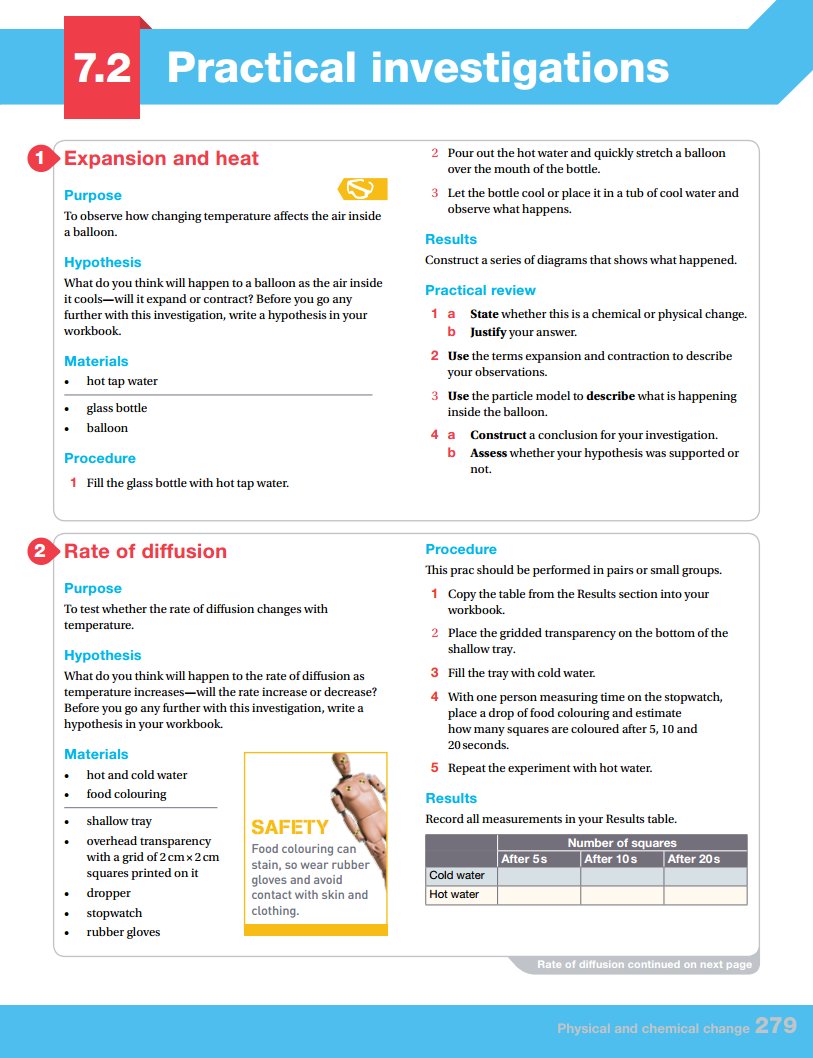 7.2 Practical investigations
1 Expansion and heat
Purpose
To observe how changing temperature affects the air inside
a balloon.
Hypothesis
What do you think will happen to a balloon as the air inside
it cools—will it expand or contract? Before you go any
further with this investigation, write a hypothesis in your
workbook.
Materials
• hot tap water
• glass bottle
• balloon
Procedure
1 Fill the glass bottle with hot tap water.
2 Pour out the hot water and quickly stretch a balloon
over the mouth of the bottle.
3 Let the bottle cool or place it in a tub of cool water and
observe what happens.
Results
Construct a series of diagrams that shows what happened.
Practical review
1 a State whether this is a chemical or physical change.
b Justify your answer.
2 Use the terms expansion and contraction to describe
your observations.
3 Use the particle model to describe what is happening
inside the balloon.
4 a Construct a conclusion for your investigation.
b Assess whether your hypothesis was supported or
not.
2 Rate of diffusion
Purpose
To test whether the rate of diffusion changes with
temperature.
Hypothesis
What do you think will happen to the rate of diffusion as
temperature increases—will the rate increase or decrease?
Before you go any further with this investigation, write a
hypothesis in your workbook.
Materials
• hot and cold water
• food colouring
• shallow tray
• overhead transparency
with a grid of 2 cm × 2 cm
squares printed on it
• dropper
• stopwatch
• rubber gloves
SAFETY
Food colouring can
stain, so wear rubber
gloves and avoid
contact with skin and
clothing.
Procedure
This prac should be performed in pairs or small groups.
1 Copy the table from the Results section into your
workbook.
2 Place the gridded transparency on the bottom of the
shallow tray.
3 Fill the tray with cold water.
4 With one person measuring time on the stopwatch,
place a drop of food colouring and estimate
how many squares are coloured after 5, 10 and
20 seconds.
5 Repeat the experiment with hot water.
Results
Record all measurements in your Results table.
Number of squares
After 5 s After 10 s After 20 s
Cold water
Hot water
Rate of diffusion continued on next page
Physical and chemical change 279